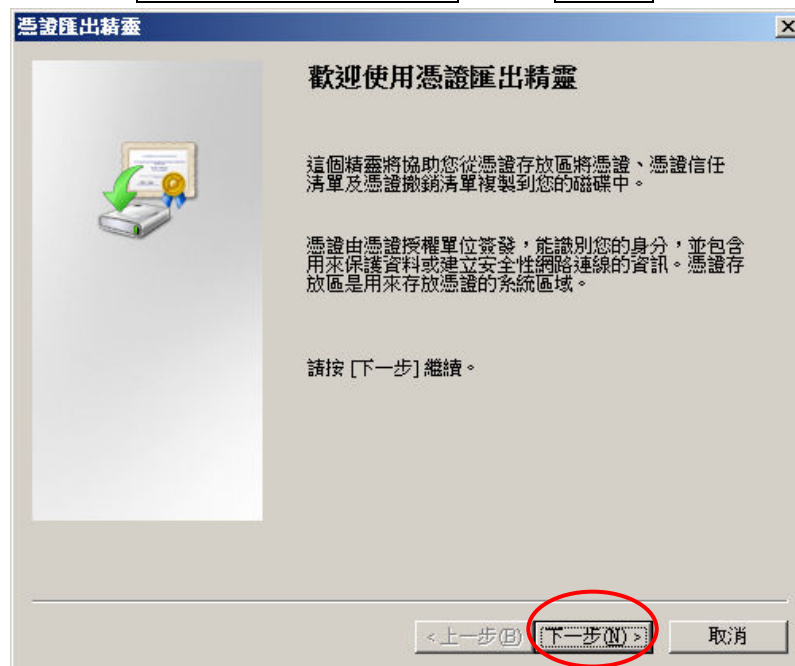 憑證匯出精靈
歡迎使用憑證匯出精靈
這個精靈將協助您從憑證存放區將憑證、憑證信任
清單及憑證撤銷清單複製到您的磁碟中。
憑證由憑證授權單位簽發，能識別您的身分，並包含
用來保護資料或建立安全性網路連線的資訊。憑證存
放區是用來存放憑證的系統區域。
請按 [下一步] 繼續。
<上一步(B) 下一步(N) > 取消